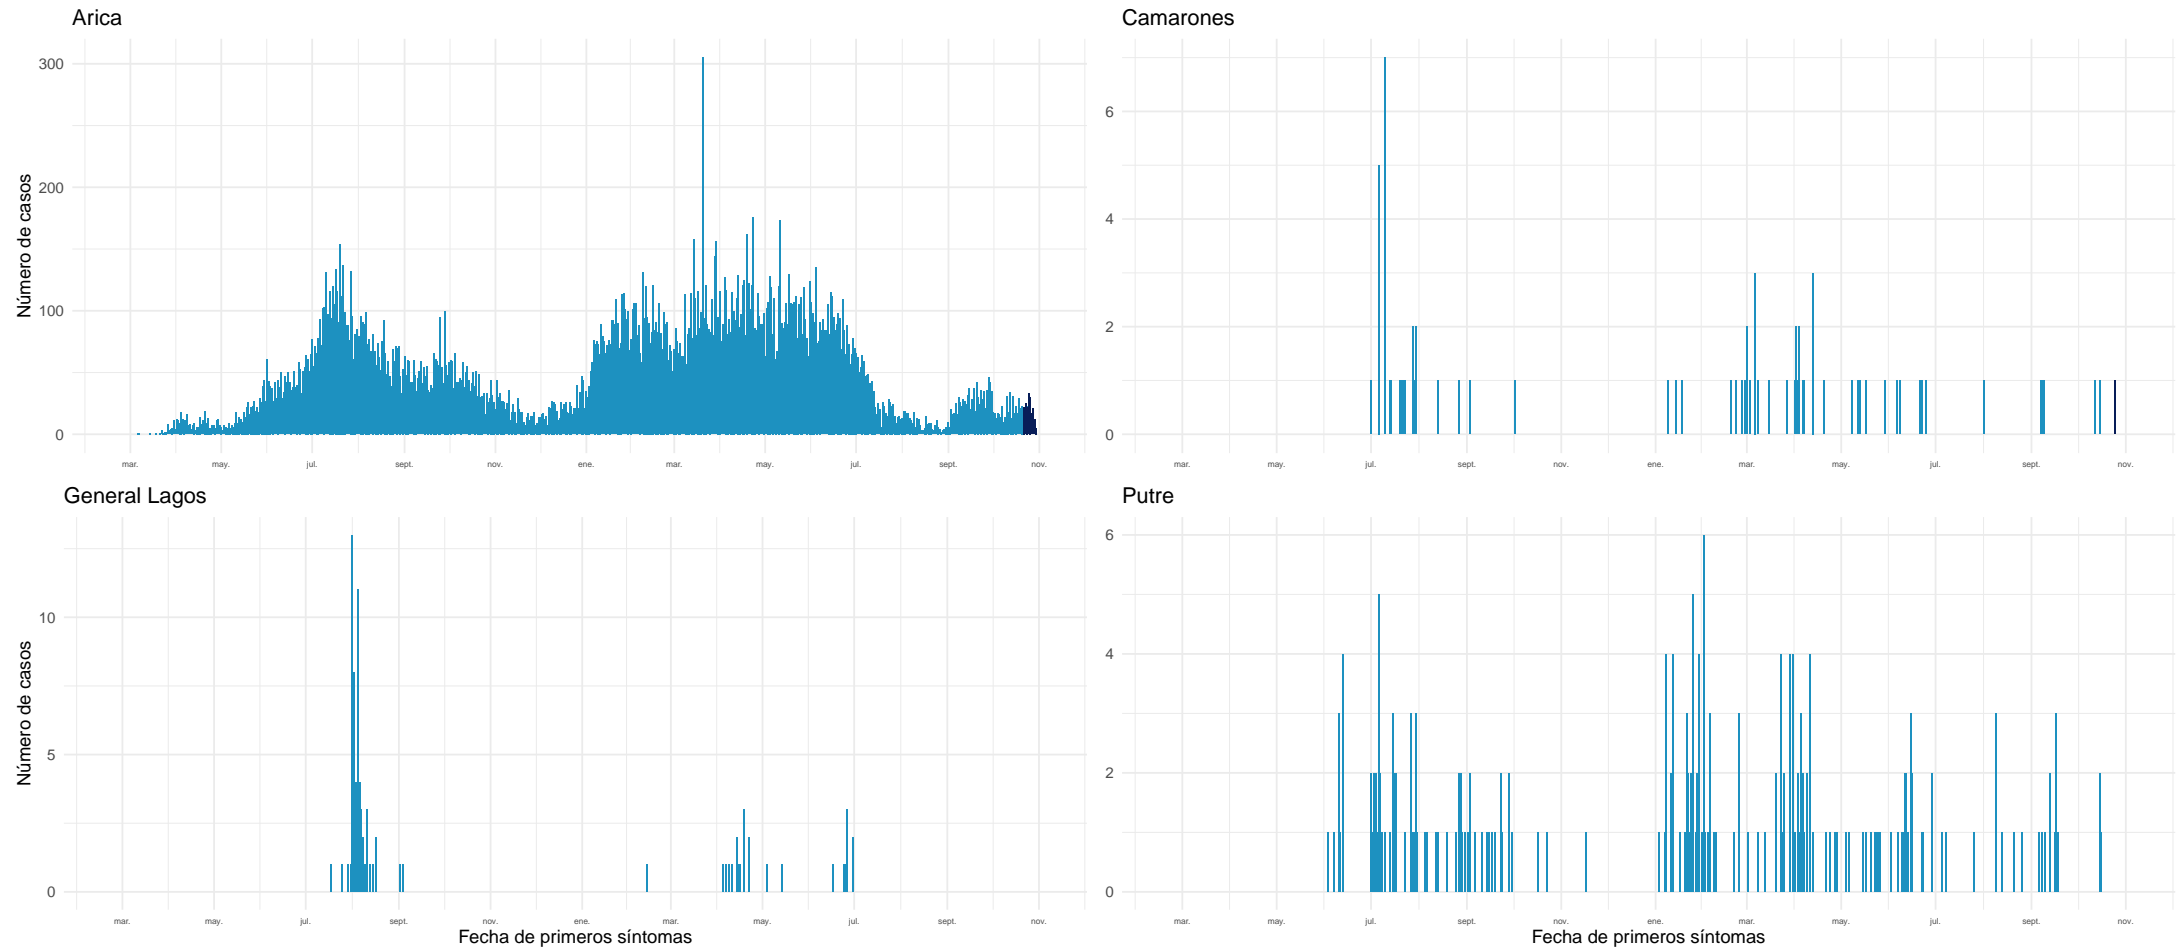 Arica
Número de casos
300
200
100
0
mar. may. jul. sept. nov. ene. mar. may. jul. sept. nov.
Camarones
6
4
2
0
mar. may. jul. sept. nov. ene. mar. may. jul. sept. nov.
General Lagos
Número de casos
10
5
0
mar. may. jul. sept. nov. ene. mar. may. jul. sept. nov.
Fecha de primeros síntomas
Putre
6
4
2
0
mar. may. jul. sept. nov. ene. mar. may. jul. sept. nov.
Fecha de primeros síntomas